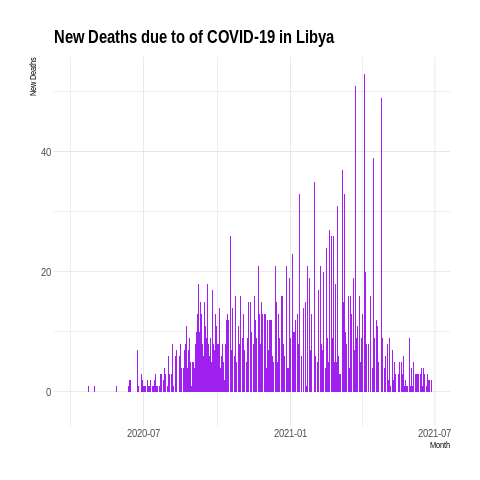 New Deaths due to of COVID-19 in Libya
New Deaths
40
20
0
2020-07
2021-01
2021-07
Month